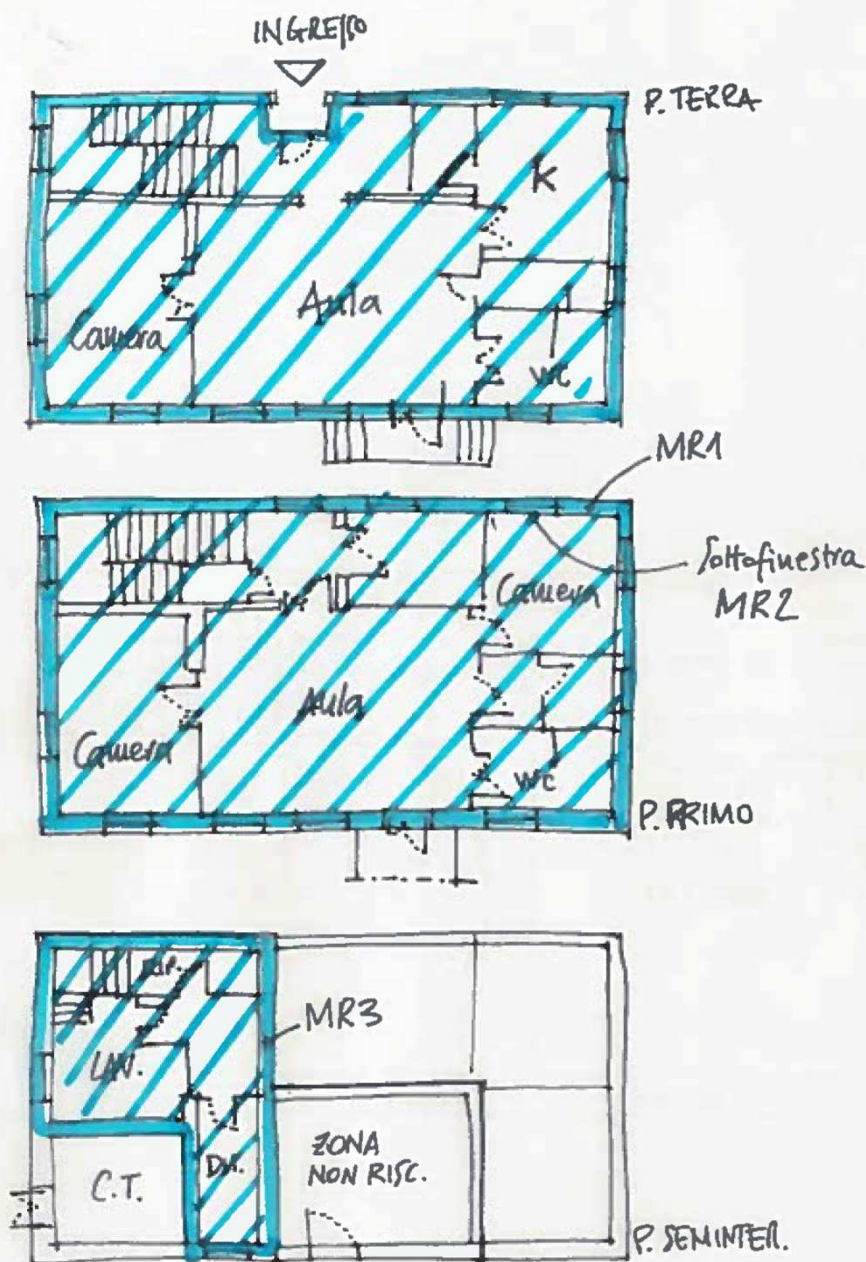 INGRESSO
P. TERRA
K
Camera
Aula
WC
MR1
Sottofinestra
MR2
Camera
Aula
Camera
WC
P. PRIMO
RIP.
MR3
LAV.
ZONA
NON RISC.
C.T.
P. SEMINTER.